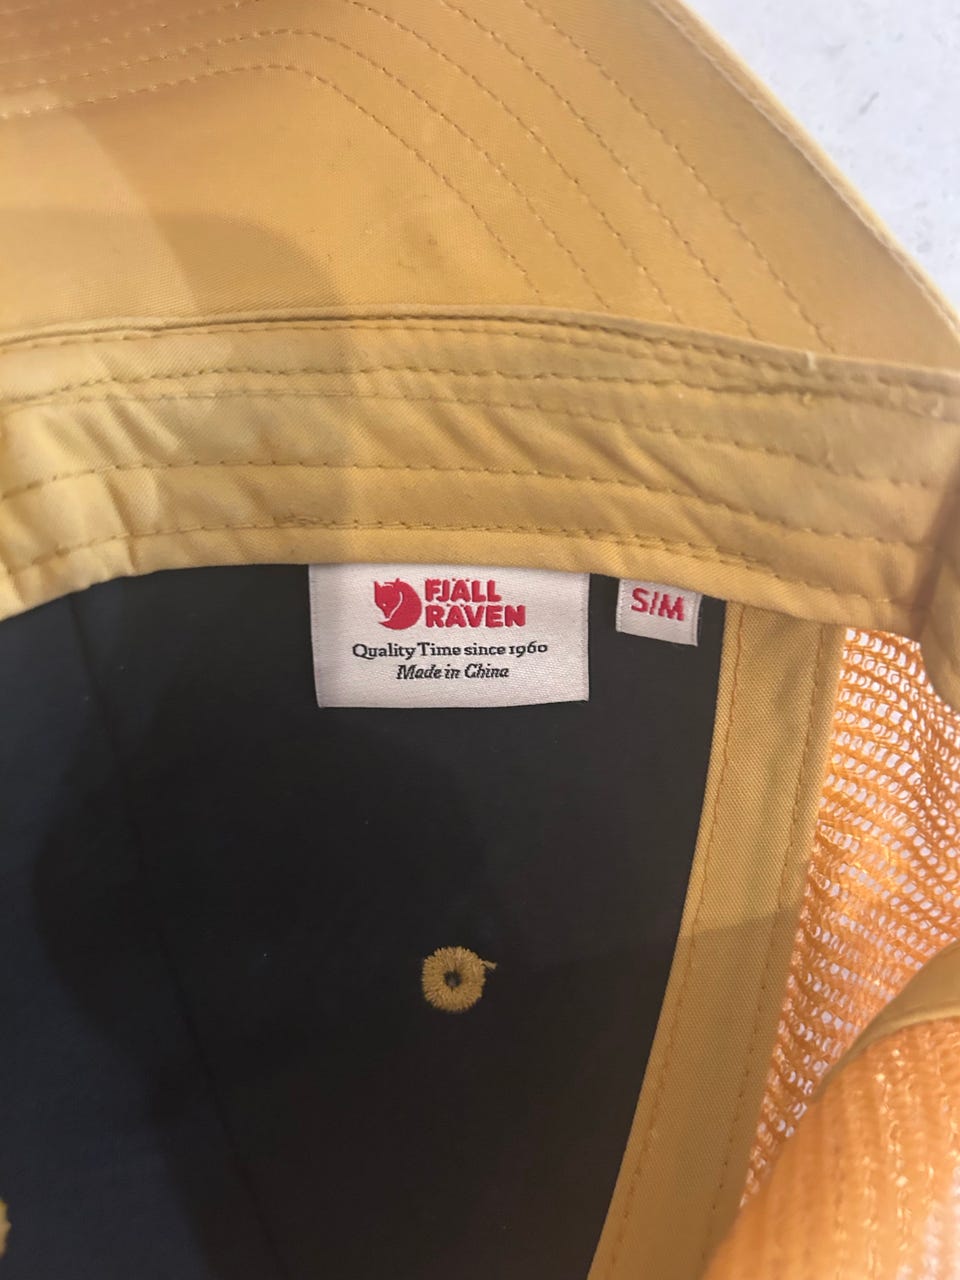 FJÄLL
RÄVEN
Quality Time since 1960
Made in China
S/M